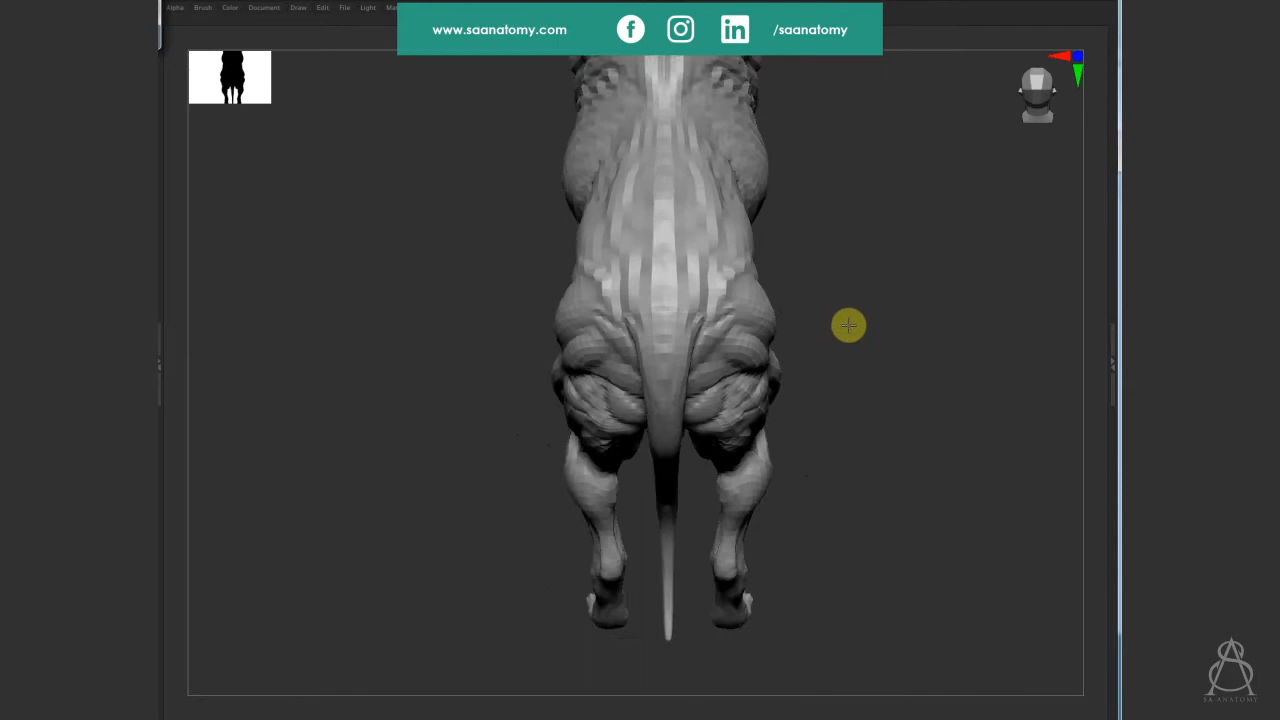 Alpha Brush Color Document Draw Edit File Light
www.saanatomy.com /saanatomy
SA ANATOMY